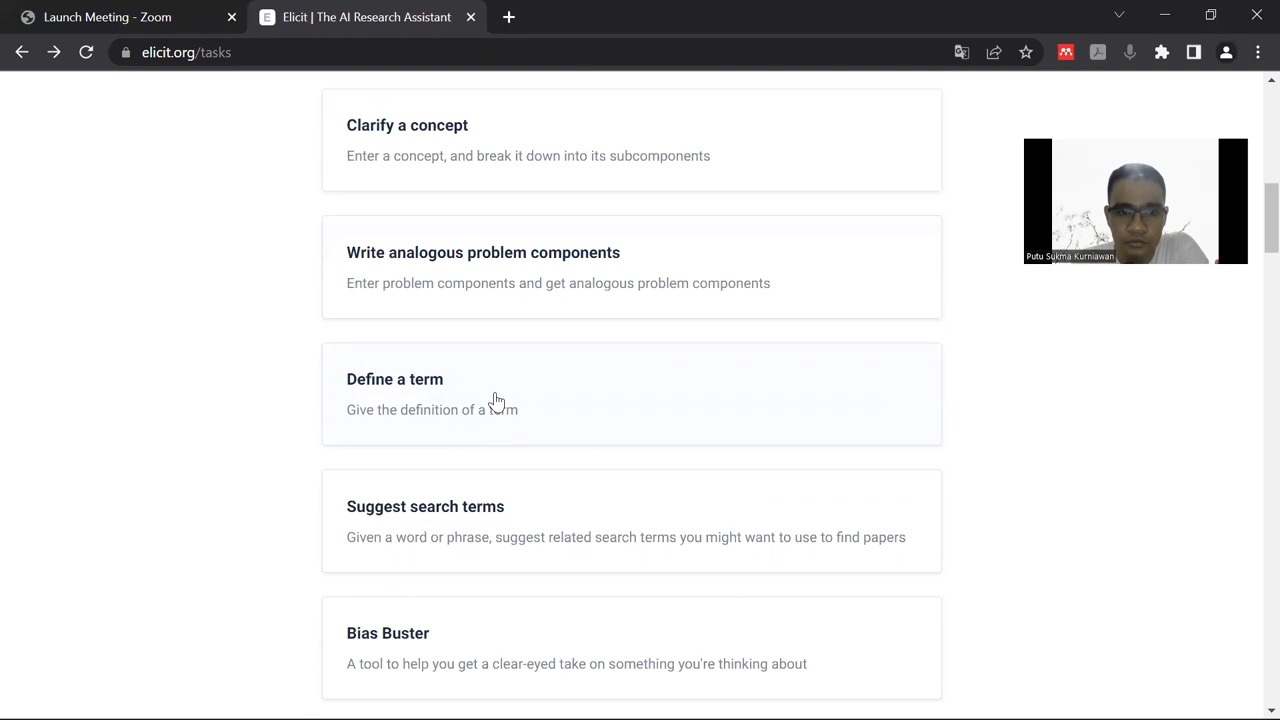 Launch Meeting - Zoom
Elicit | The AI Research Assistant
elicit.org/tasks
Clarify a concept
Enter a concept, and break it down into its subcomponents
Write analogous problem components
Enter problem components and get analogous problem components
Define a term
Give the definition of a term
Suggest search terms
Given a word or phrase, suggest related search terms you might want to use to find papers
Bias Buster
A tool to help you get a clear-eyed take on something you're thinking about
Putu Sukma Kurniawan